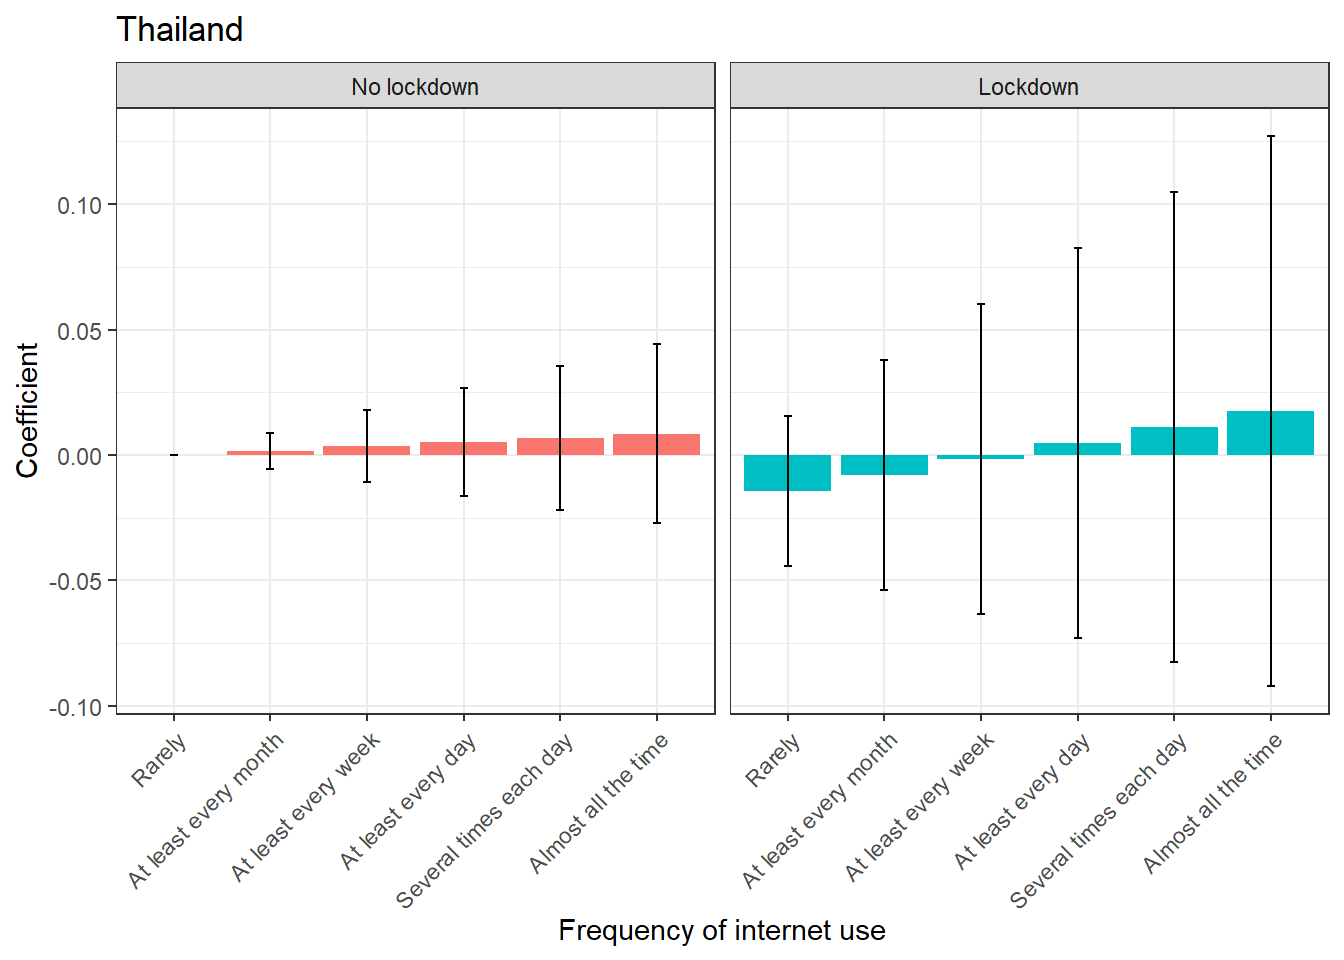 Thailand
No lockdown
Lockdown
Coefficient
0.10
0.05
0.00
-0.05
-0.10
Rarely
At least every month
At least every week
At least every day
Several times each day
Almost all the time
Rarely
At least every month
At least every week
At least every day
Several times each day
Almost all the time
Frequency of internet use